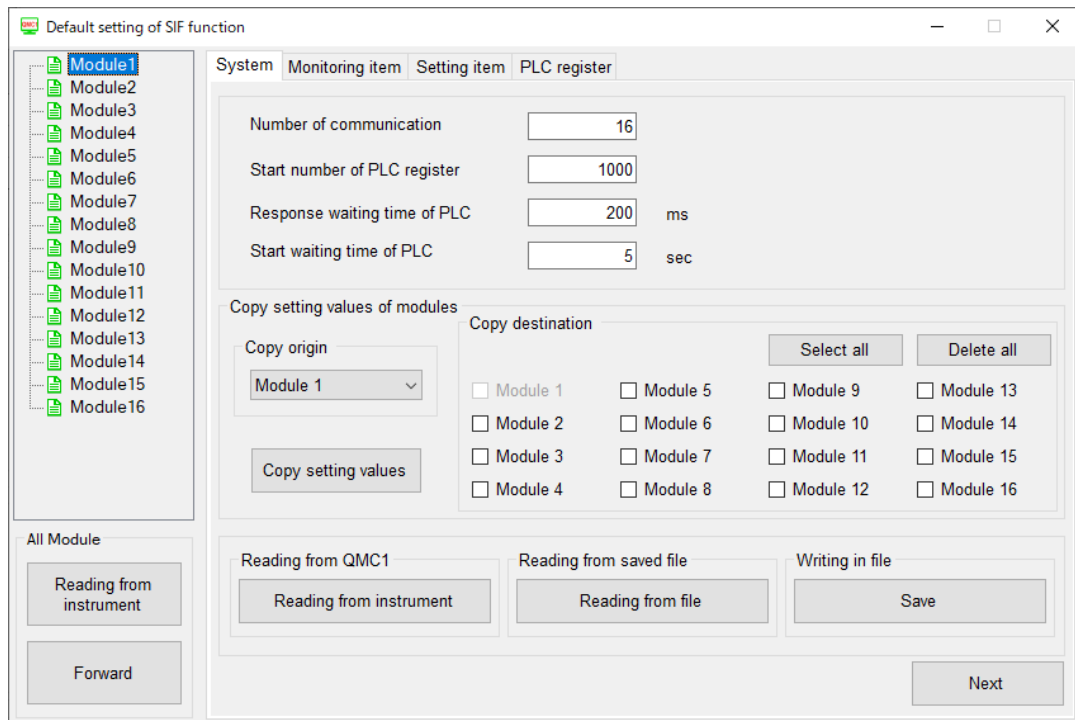 QMC1 Default setting of SIF function
Module1
Module2
Module3
Module4
Module5
Module6
Module7
Module8
Module9
Module10
Module11
Module12
Module13
Module14
Module15
Module16
All Module
Reading from
instrument
Forward
System Monitoring item Setting item PLC register
Number of communication 16
Start number of PLC register 1000
Response waiting time of PLC 200 ms
Start waiting time of PLC 5 sec
Copy setting values of modules
Copy origin
Module 1
Copy setting values
Copy destination
Select all Delete all
Module 1 Module 5 Module 9 Module 13
Module 2 Module 6 Module 10 Module 14
Module 3 Module 7 Module 11 Module 15
Module 4 Module 8 Module 12 Module 16
Reading from QMC1 Reading from saved file Writing in file
Reading from instrument Reading from file Save
Next